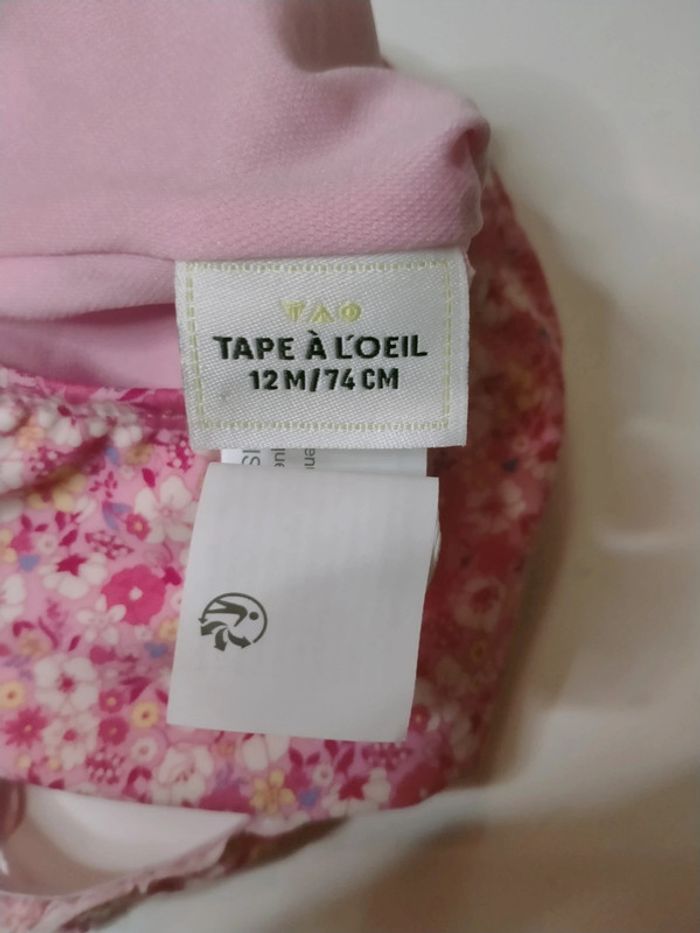 TAO
TAPE À L'OEIL
12 M/74 CM